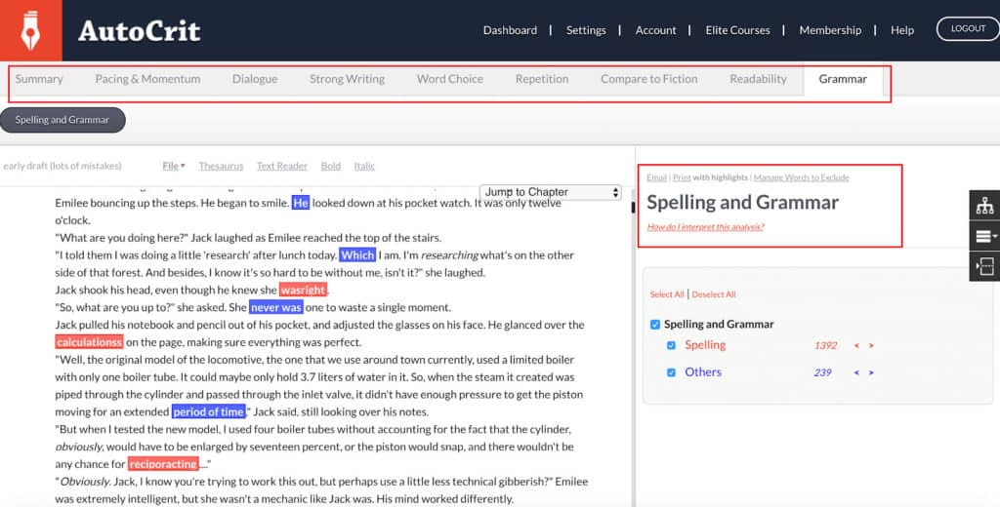 AutoCrit
Dashboard | Settings | Account | Elite Courses | Membership | Help LOGOUT
Summary Pacing & Momentum Dialogue Strong Writing Word Choice Repetition Compare to Fiction Readability Grammar
Spelling and Grammar
early draft (lots of mistakes) File Thesaurus Text Reader Bold Italic
Jump to Chapter
Emilee bouncing up the steps. He began to smile. He looked down at his pocket watch. It was only twelve
o'clock.
"What are you doing here?" Jack laughed as Emilee reached the top of the stairs.
"I told them I was doing a little 'research' after lunch today. Which I am. I'm researching what's on the other
side of that forest. And besides, I know it's so hard to be without me, isn't it?" she laughed.
Jack shook his head, even though he knew she wasright.
"So, what are you up to?" she asked. She never was one to waste a single moment.
Jack pulled his notebook and pencil out of his pocket, and adjusted the glasses on his face. He glanced over the
calculationss on the page, making sure everything was perfect.
"Well, the original model of the locomotive, the one that we use around town currently, used a limited boiler
with only one boiler tube. It could maybe only hold 3.7 liters of water in it. So, when the steam it created was
piped through the cylinder and passed through the inlet valve, it didn't have enough pressure to get the piston
moving for an extended period of time," Jack said, still looking over his notes.
"But when I tested the new model, I used four boiler tubes without accounting for the fact that the cylinder,
obviously, would have to be enlarged by seventeen percent, or the piston would snap, and there wouldn't be
any chance for reciporacting..."
"Obviously. Jack, I know you're trying to work this out, but perhaps use a little less technical gibberish?" Emilee
was extremely intelligent, but she wasn't a mechanic like Jack was. His mind worked differently.
Email | Print with highlights | Manage Words to Exclude
Spelling and Grammar
How do I interpret this analysis?
Select All | Deselect All
Spelling and Grammar
Spelling 1392 < >
Others 239 < >